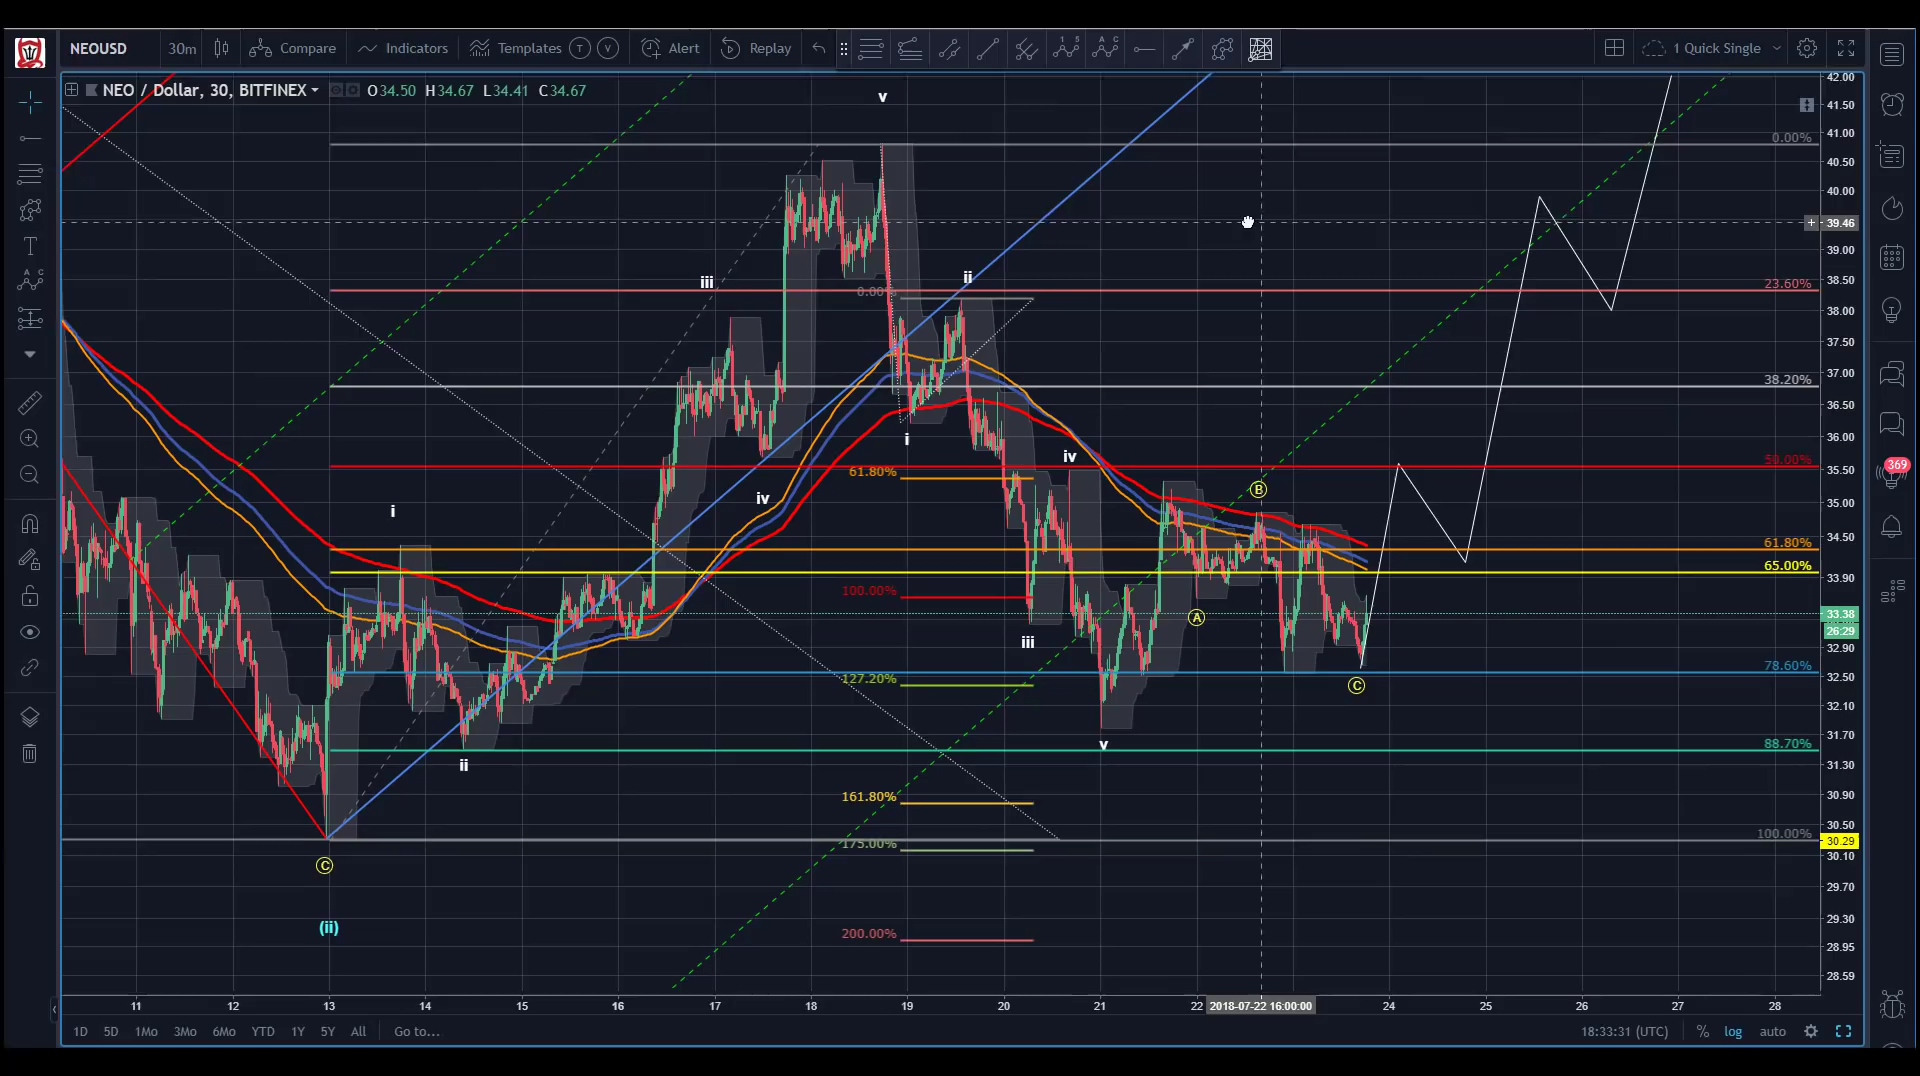 NEOUSD 30m Compare Indicators Templates T V Alert Replay 1 Quick Single
NEO / Dollar, 30, BITFINEX O34.50 H34.67 L34.41 C34.67
v
iii
ii
i
iv
i
iv
iii
ii
v
B
A
C
C
(ii)
0.00%
23.60%
38.20%
50.00%
61.80%
65.00%
78.60%
88.70%
100.00%
0.00%
61.80%
100.00%
127.20%
161.80%
175.00%
200.00%
42.00
41.50
41.00
40.50
40.00
39.46
39.00
38.50
38.00
37.50
37.00
36.50
36.00
35.50
35.00
34.50
33.90
33.38
26:29
32.90
32.50
32.10
31.70
31.30
30.90
30.50
30.29
30.10
29.70
29.30
28.95
28.59
369
11 12 13 14 15 16 17 18 19 20 21 22 2018-07-22 16:00:00 24 25 26 27 28
1D 5D 1Mo 3Mo 6Mo YTD 1Y 5Y All Go to... 18:33:31 (UTC) % log auto